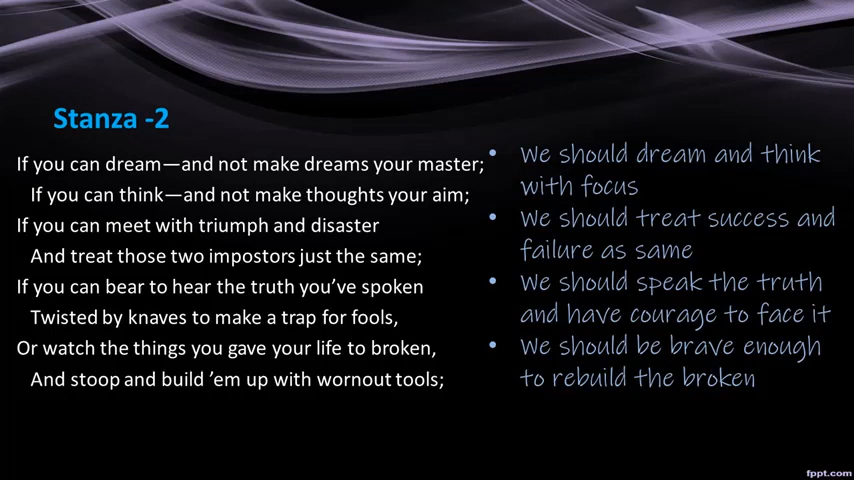 Stanza -2
If you can dream—and not make dreams your master;
If you can think—and not make thoughts your aim;
If you can meet with triumph and disaster
And treat those two impostors just the same;
If you can bear to hear the truth you’ve spoken
Twisted by knaves to make a trap for fools,
Or watch the things you gave your life to broken,
And stoop and build ’em up with wornout tools;
• We should dream and think
with focus
• We should treat success and
failure as same
• We should speak the truth
and have courage to face it
• We should be brave enough
to rebuild the broken
fppt.com